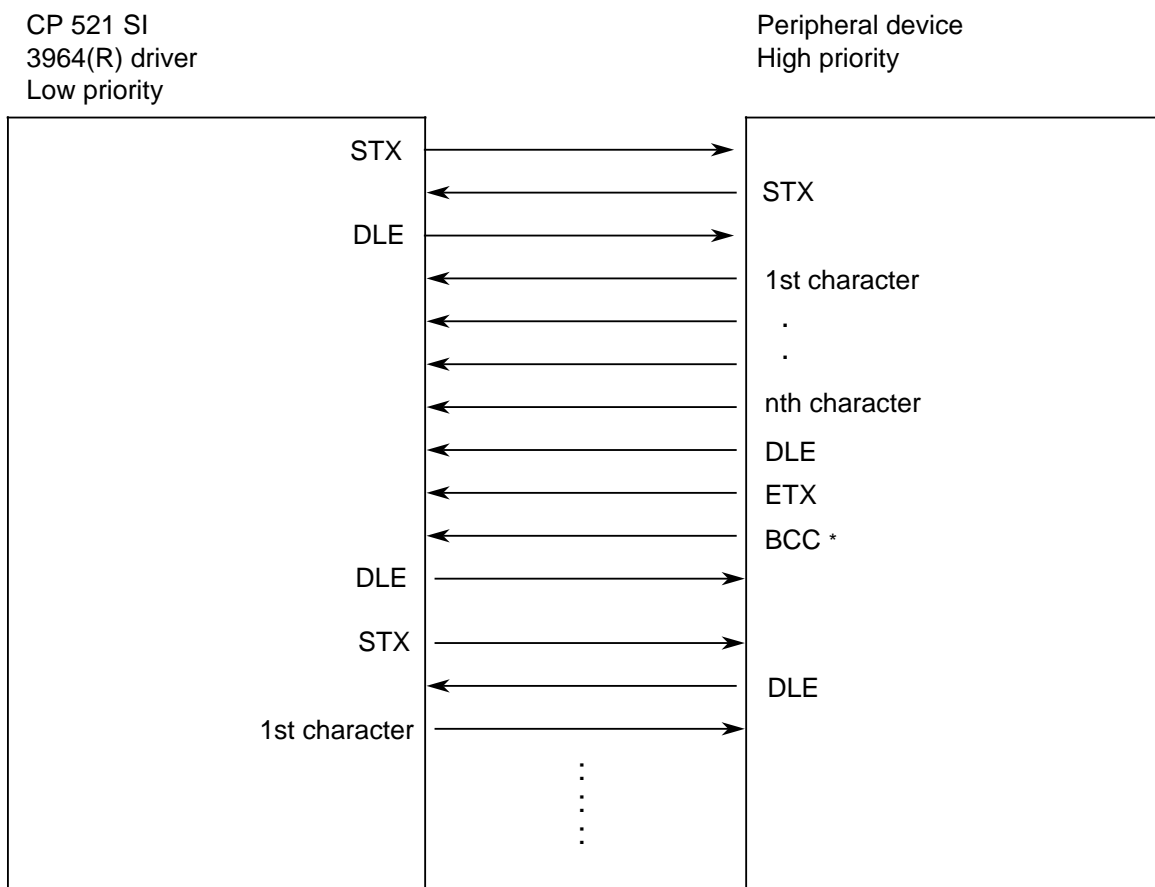 CP 521 SI
3964(R) driver
Low priority
Peripheral device
High priority
STX
STX
DLE
1st character
.
.
nth character
DLE
ETX
BCC *
DLE
STX
DLE
1st character